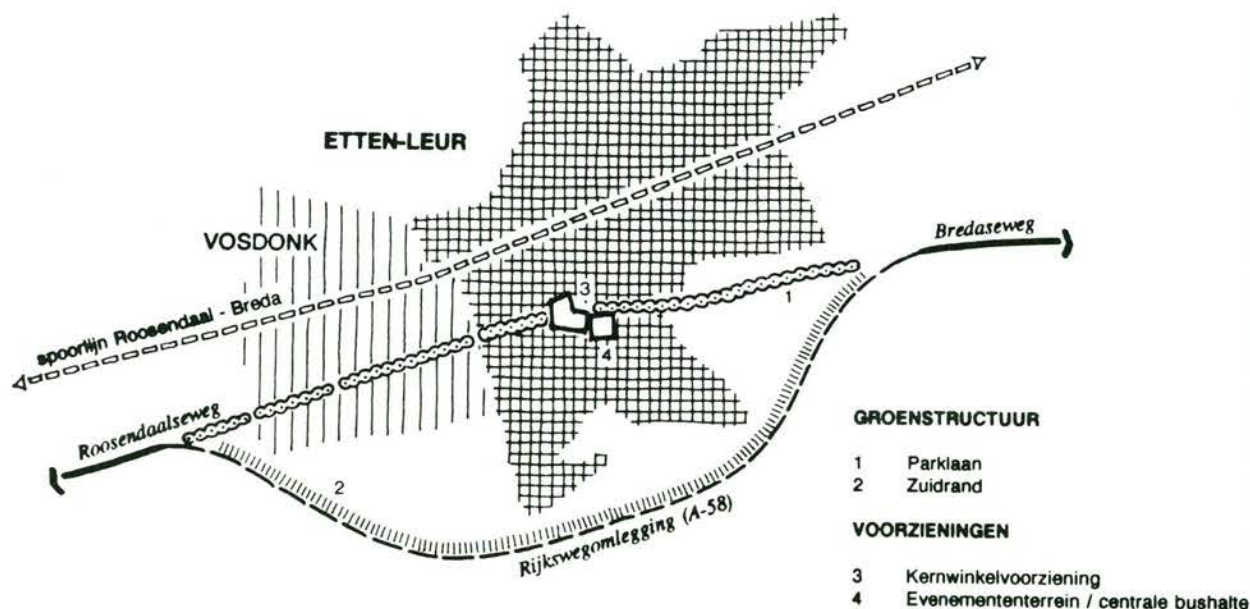 ETTEN-LEUR
VOSDONK
Bredaseweg
3
1
spoorlijn Roosendaal - Breda
4
Roosendaalseweg
2
Rijkswegomlegging (A-58)
GROENSTRUCTUUR
1 Parklaan
2 Zuidrand
VOORZIENINGEN
3 Kernwinkelvoorziening
4 Evenemententerrein / centrale bushalte